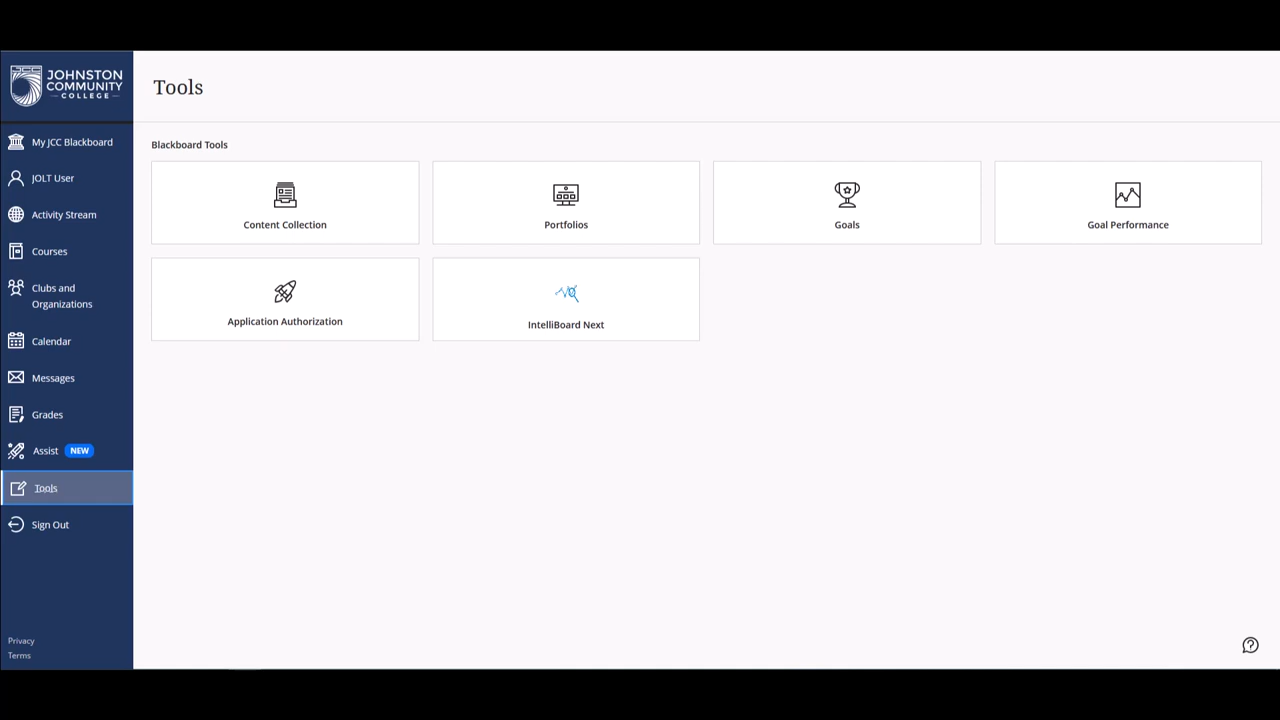 JOHNSTON
COMMUNITY
COLLEGE
My JCC Blackboard
JOLT User
Activity Stream
Courses
Clubs and
Organizations
Calendar
Messages
Grades
Assist NEW
Tools
Sign Out
Privacy
Terms
Tools
Blackboard Tools
Content Collection
Portfolios
Goals
Goal Performance
Application Authorization
IntelliBoard Next